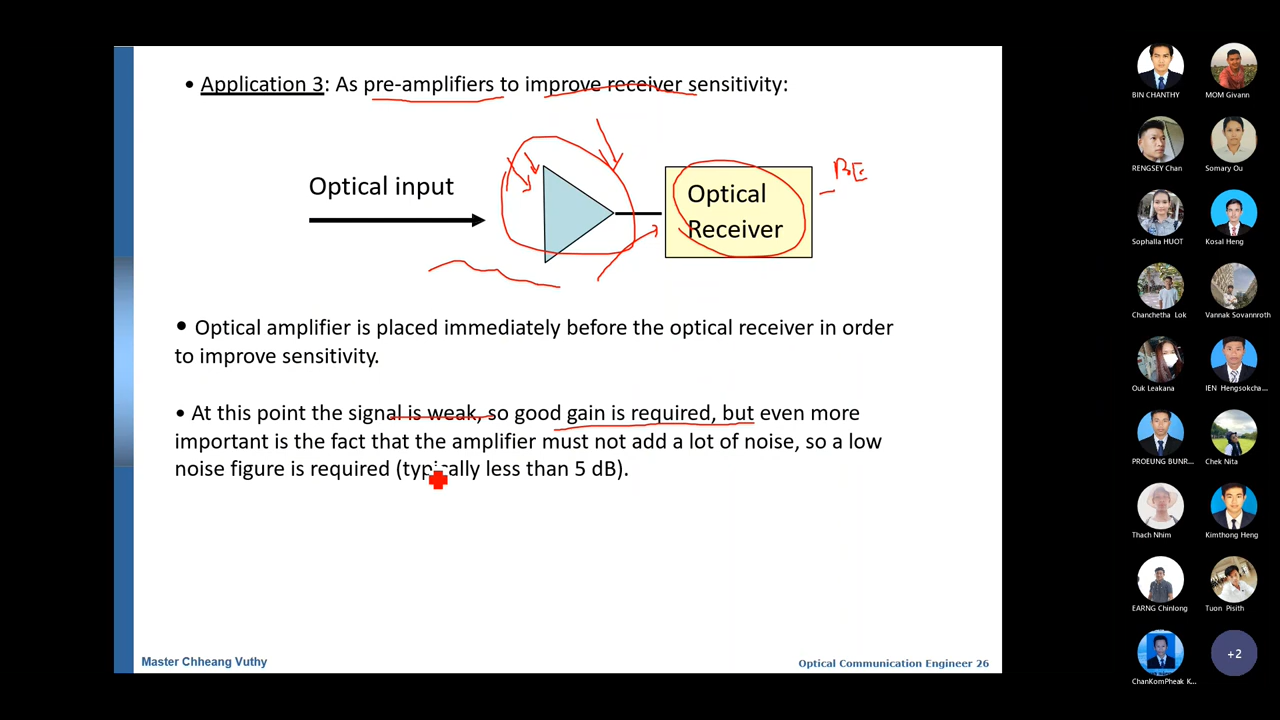 • Application 3: As pre-amplifiers to improve receiver sensitivity:
Optical input
Optical
Receiver
• Optical amplifier is placed immediately before the optical receiver in order
to improve sensitivity.
• At this point the signal is weak, so good gain is required, but even more
important is the fact that the amplifier must not add a lot of noise, so a low
noise figure is required (typically less than 5 dB).
Master Chheang Vuthy
Optical Communication Engineer 26
BIN CHANTHY
MOM Givann
RENGSEY Chan
Somary Ou
Sophalla HUOT
Kosal Heng
Chanchetha Lok
Vannak Sovannroth
Ouk Leakana
IEN Hengsokcha...
PROEUNG BUNR...
Chek Nita
Thach Nhim
Kimthong Heng
EARNG Chinlong
Tuon Pisith
ChanKomPheak K...
+2